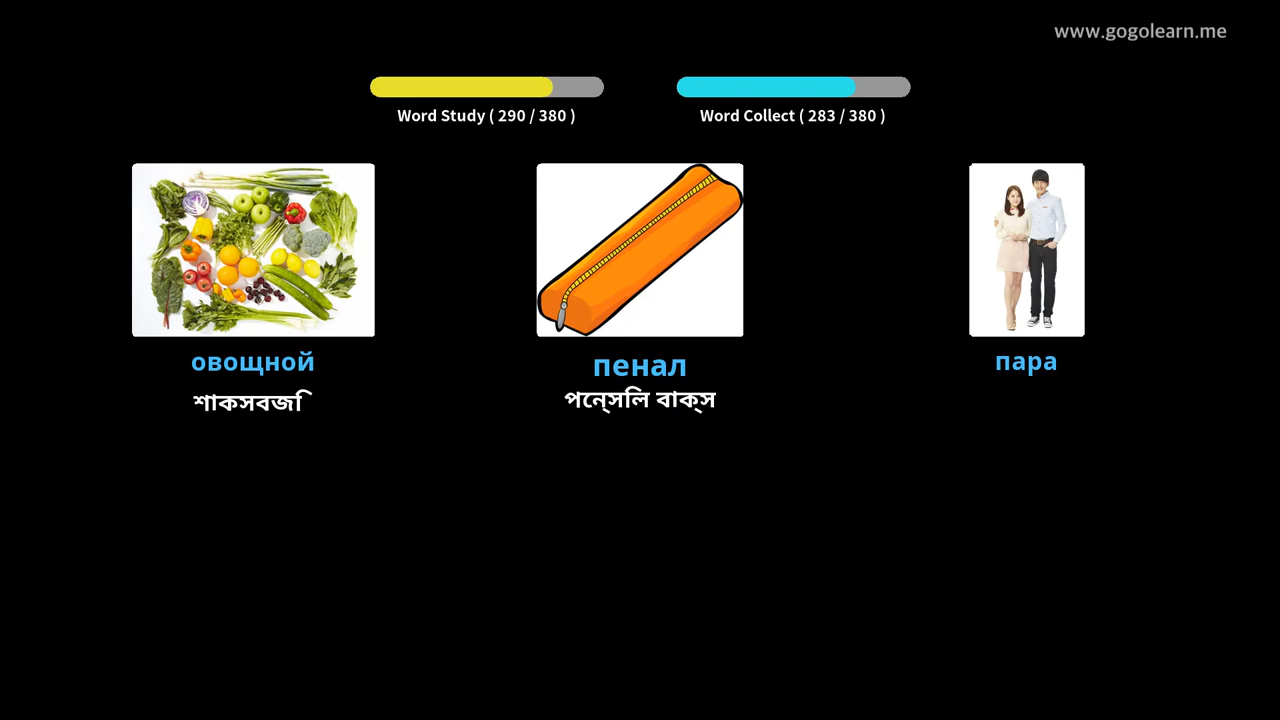 www.gogolearn.me
Word Study ( 290 / 380 )
Word Collect ( 283 / 380 )
овощной
пенал
пара
শাকসবজি
পেন্সিল বাক্স